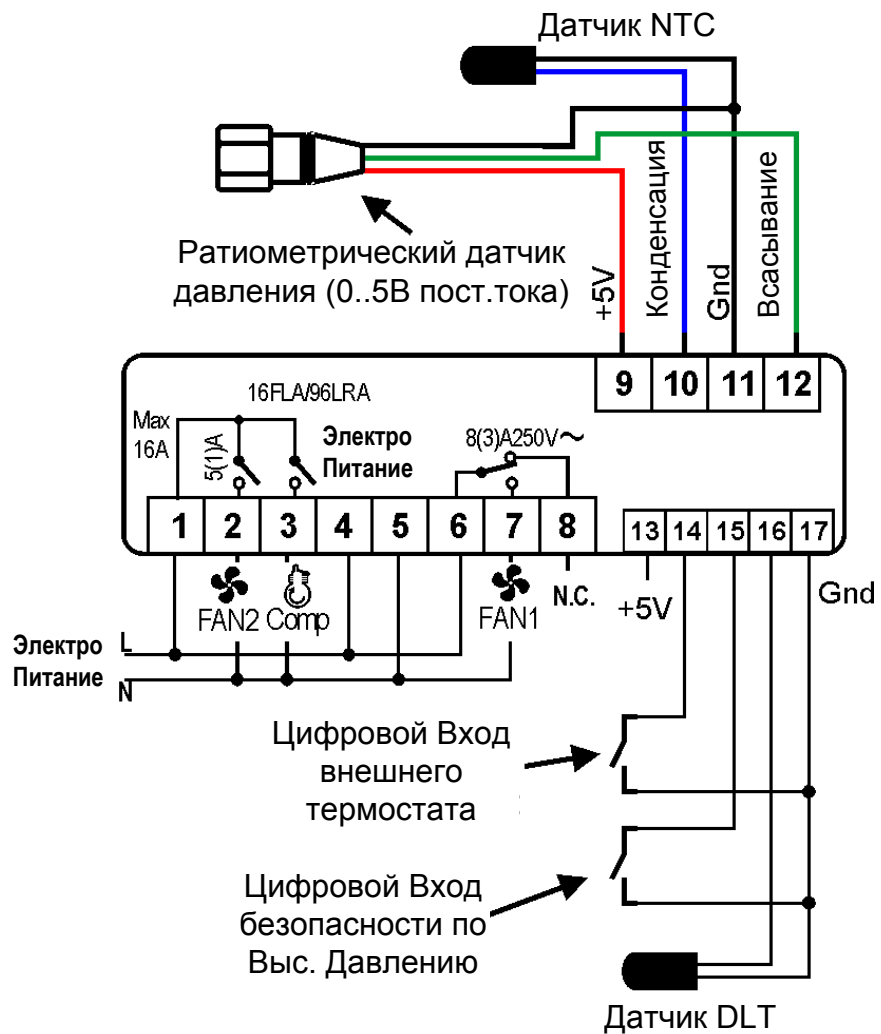 Датчик NTC
Ратиометрический датчик
давления (0..5В пост.тока)
+5V
Конденсация
Gnd
Всасывание
9 10 11 12
16FLA/96LRA
Max
16A
5(1)A
Электро
Питание
8(3)A250V~
1 2 3 4 5 6 7 8
13 14 15 16 17
FAN2 Comp
FAN1
N.C.
+5V
Gnd
Электро L
Питание N
Цифровой Вход
внешнего
термостата
Цифровой Вход
безопасности по
Выс. Давлению
Датчик DLT